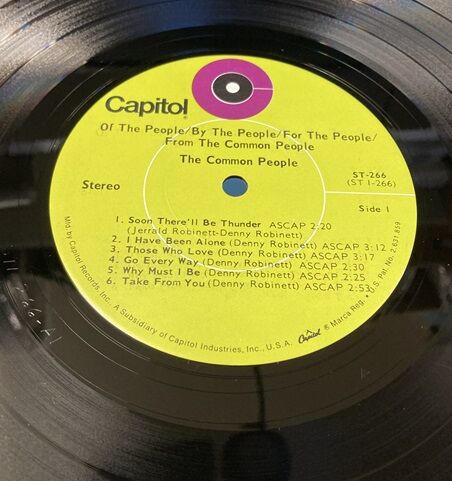 Capitol®
Of The People/By The People/For The People/
From The Common People
The Common People
ST-266
(ST 1-266)
Stereo
Side 1
1. Soon There'll Be Thunder ASCAP 2:20
(Jerrald Robinett-Denny Robinett)
2. I Have Been Alone (Denny Robinett) ASCAP 3:12
3. Those Who Love (Denny Robinett) ASCAP 3:17
4. Go Every Way (Denny Robinett) ASCAP 2:30
5. Why Must I Be (Denny Robinett) ASCAP 2:25
6. Take From You (Denny Robinett) ASCAP 2:53
Mfd. by Capitol Records, Inc., A Subsidiary of Capitol Industries, Inc., U.S.A. Capitol ® Marca Reg. • U.S. Pat. No. 2,631,859